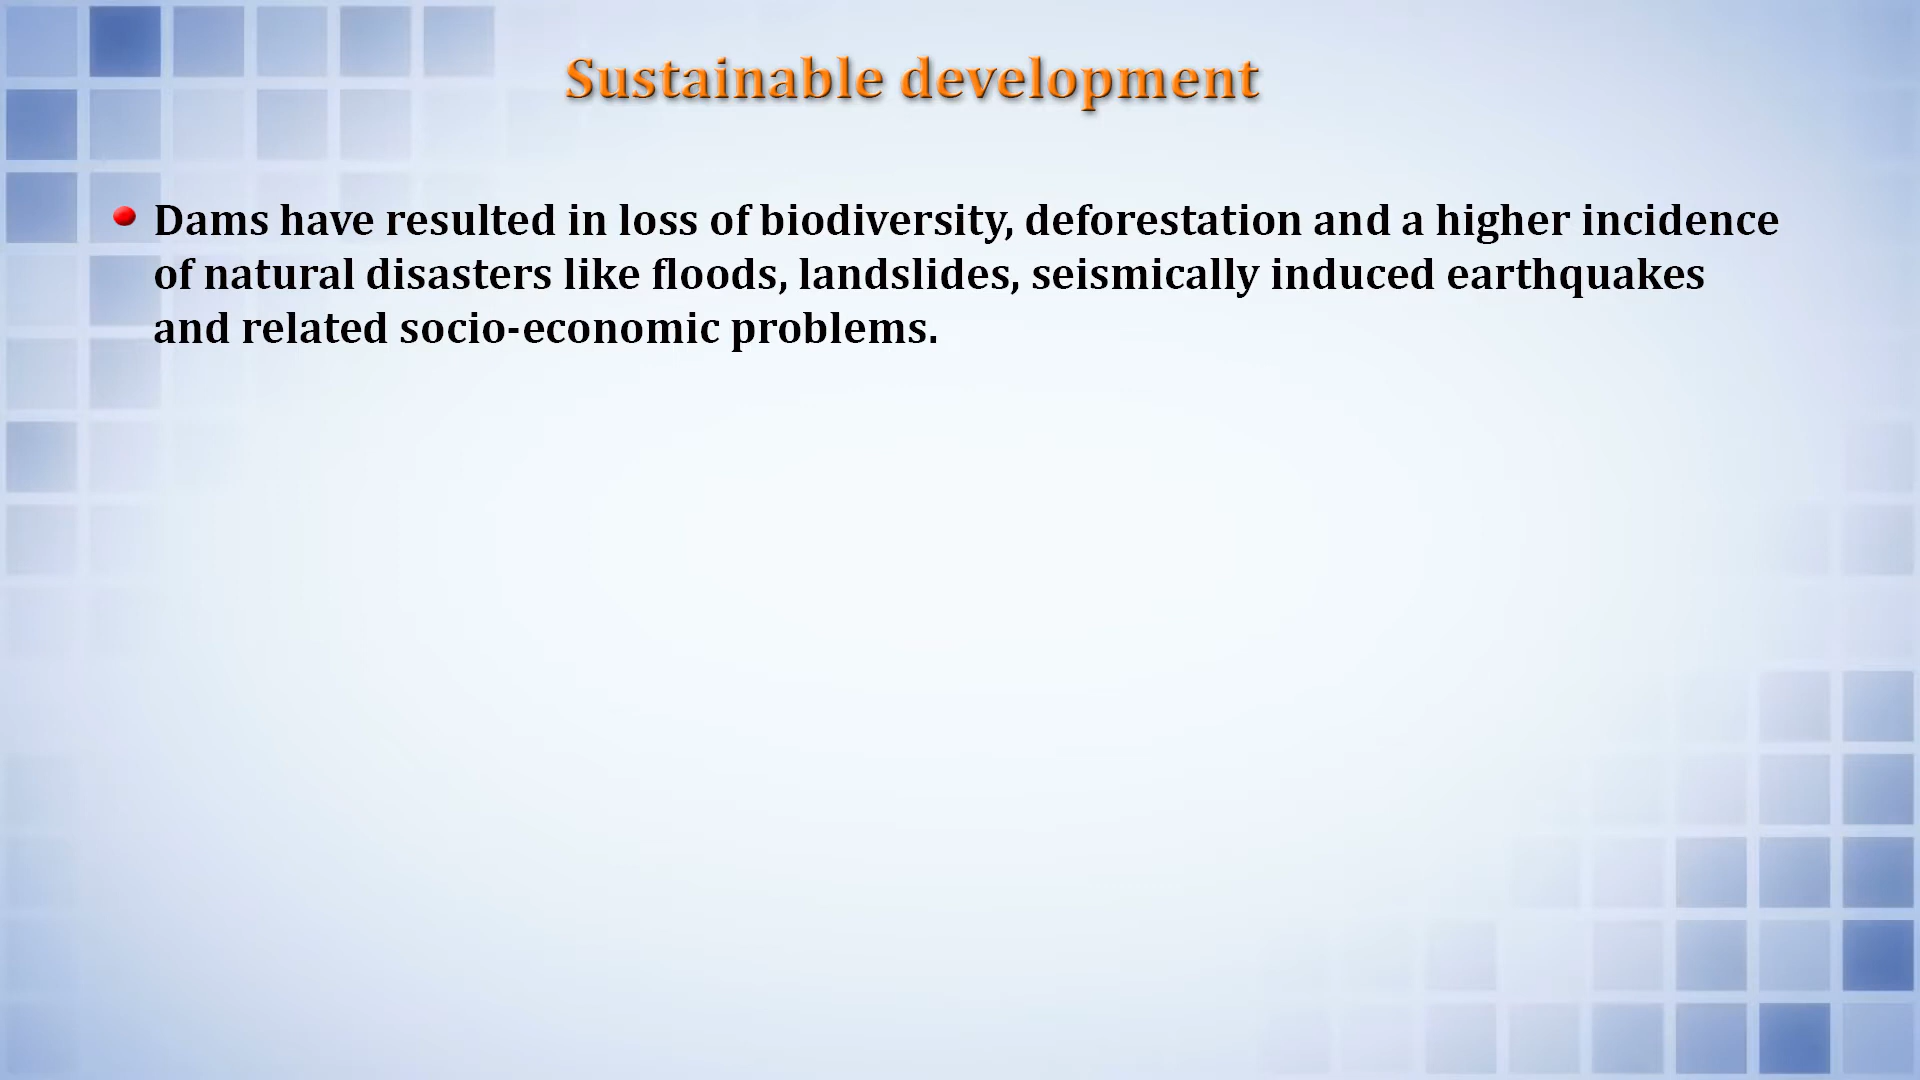 Sustainable development
Dams have resulted in loss of biodiversity, deforestation and a higher incidence
of natural disasters like floods, landslides, seismically induced earthquakes
and related socio-economic problems.